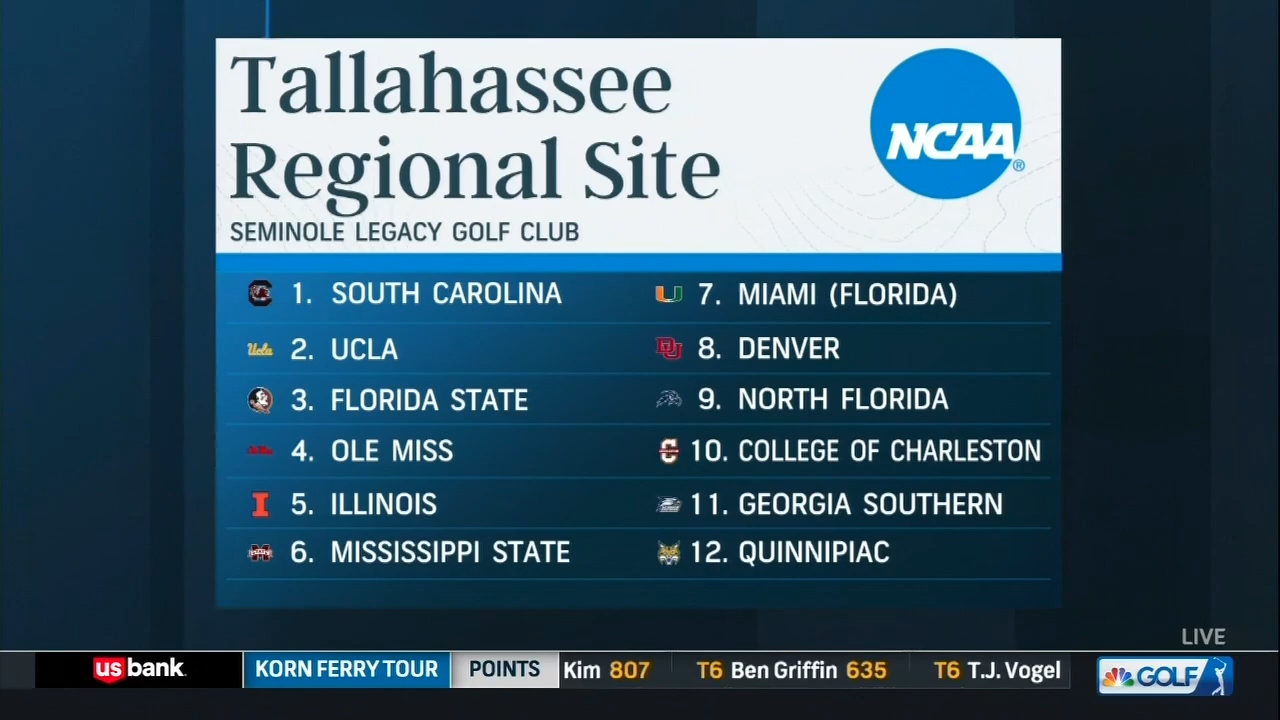 Tallahassee
Regional Site
SEMINOLE LEGACY GOLF CLUB
NCAA®
1. SOUTH CAROLINA
Ucla 2. UCLA
3. FLORIDA STATE
4. OLE MISS
I 5. ILLINOIS
6. MISSISSIPPI STATE
U 7. MIAMI (FLORIDA)
DU 8. DENVER
9. NORTH FLORIDA
C 10. COLLEGE OF CHARLESTON
11. GEORGIA SOUTHERN
12. QUINNIPIAC
LIVE
usbank KORN FERRY TOUR POINTS Kim 807 T6 Ben Griffin 635 T6 T.J. Vogel GOLF